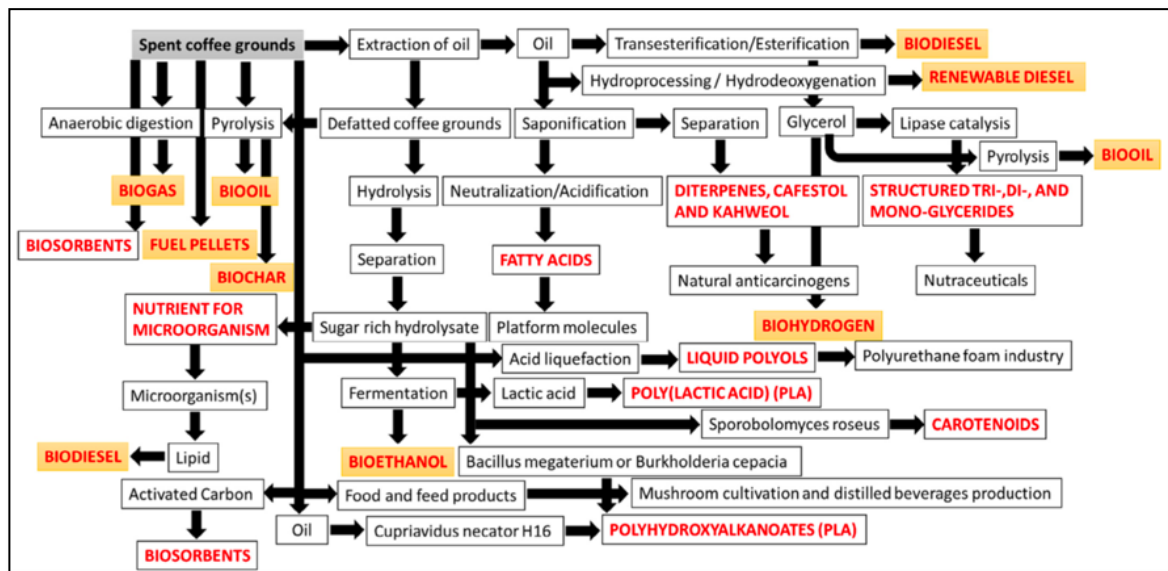 Spent coffee grounds
Extraction of oil
Oil
Transesterification/Esterification
BIODIESEL
Hydroprocessing / Hydrodeoxygenation
RENEWABLE DIESEL
Anaerobic digestion
Pyrolysis
Defatted coffee grounds
Saponification
Separation
Glycerol
Lipase catalysis
Pyrolysis
BIOOIL
BIOGAS
BIOOIL
Hydrolysis
Neutralization/Acidification
DITERPENES, CAFESTOL
AND KAHWEOL
STRUCTURED TRI-,DI-, AND
MONO-GLYCERIDES
BIOSORBENTS
FUEL PELLETS
BIOCHAR
Separation
FATTY ACIDS
Natural anticarcinogens
Nutraceuticals
NUTRIENT FOR
MICROORGANISM
Sugar rich hydrolysate
Platform molecules
BIOHYDROGEN
Acid liquefaction
LIQUID POLYOLS
Polyurethane foam industry
Microorganism(s)
Fermentation
Lactic acid
POLY(LACTIC ACID) (PLA)
Sporobolomyces roseus
CAROTENOIDS
BIODIESEL
Lipid
BIOETHANOL
Bacillus megaterium or Burkholderia cepacia
Activated Carbon
Food and feed products
Mushroom cultivation and distilled beverages production
Oil
Cupriavidus necator H16
POLYHYDROXYALKANOATES (PLA)
BIOSORBENTS